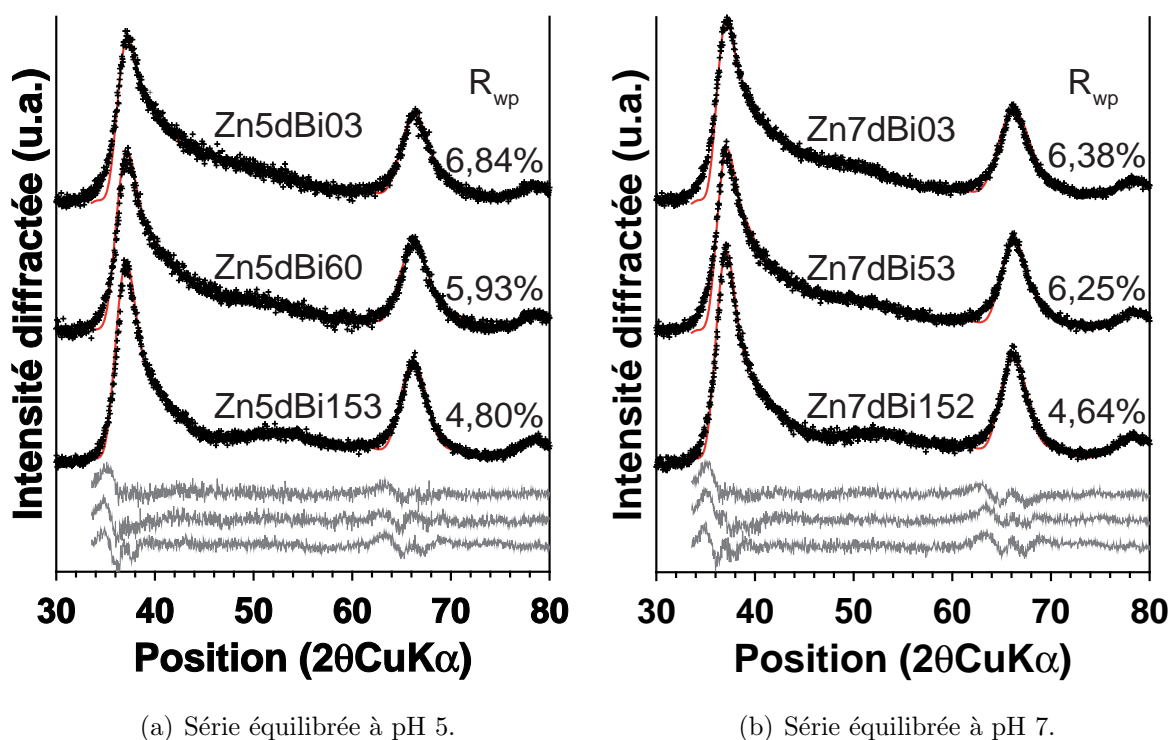 Intensité diffractée (u.a.)
R_wp
Zn5dBi03
6,84%
Zn5dBi60
5,93%
Zn5dBi153
4,80%
30 40 50 60 70 80
Position (2θCuKα)
(a) Série équilibrée à pH 5.
Intensité diffractée (u.a.)
R_wp
Zn7dBi03
6,38%
Zn7dBi53
6,25%
Zn7dBi152
4,64%
30 40 50 60 70 80
Position (2θCuKα)
(b) Série équilibrée à pH 7.